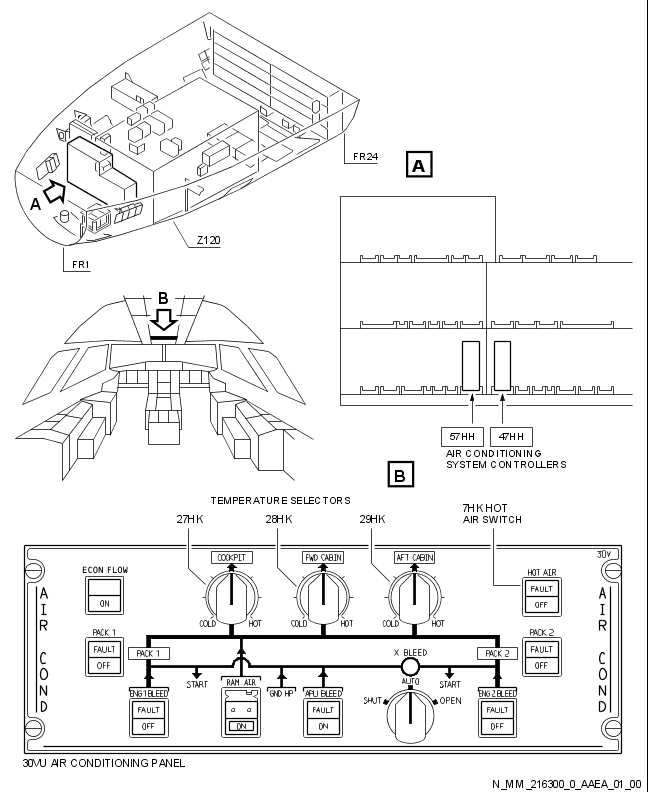 FR24
A
A
Z120
FR1
B
57HH
47HH
AIR CONDITIONING
SYSTEM CONTROLLERS
B
TEMPERATURE SELECTORS
27HK
28HK
29HK
7HK HOT
AIR SWITCH
30V
COCKPIT
FWD CABIN
AFT CABIN
ECON FLOW
HOT AIR
ON
FAULT
OFF
COLD
HOT
COLD
HOT
COLD
HOT
AIR COND
AIR COND
PACK 1
PACK 2
FAULT
OFF
FAULT
OFF
PACK 1
X BLEED
PACK 2
START
RAM AIR
AUTO
START
ENG 1 BLEED
GND HP
APU BLEED
ENG 2 BLEED
SHUT
OPEN
FAULT
OFF
ON
FAULT
ON
FAULT
OFF
30VU AIR CONDITIONING PANEL
N_MM_216300_0_AAEA_01_00